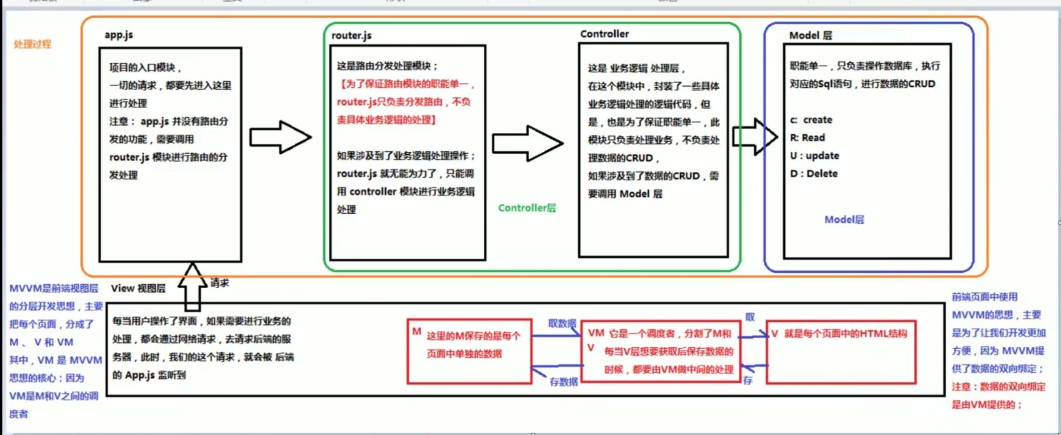 处理过程
app.js
项目的入口模块，
一切的请求，都要先进入这里
进行处理
注意： app.js 并没有路由分
发的功能，需要调用
router.js 模块进行路由的分
发处理
router.js
这是路由分发处理模块；
【为了保证路由模块的职能单一，
router.js只负责分发路由，不负
责具体业务逻辑的处理】
如果涉及到了业务逻辑处理操作；
router.js 就无能为力了，只能调
用 controller 模块进行业务逻辑
处理
Controller层
Controller
这是 业务逻辑 处理层，
在这个模块中，封装了一些具体
业务逻辑处理的逻辑代码，但
是，也是为了保证职能单一，此
模块只负责处理业务，不负责处
理数据的CRUD，
如果涉及到了数据的CRUD，需
要调用 Model 层
Model 层
职能单一，只负责操作数据库，执行
对应的Sql语句，进行数据的CRUD
c: create
R: Read
U：update
D：Delete
Model层
请求
MVVM是前端视图层
的分层开发思想，主要
把每个页面，分成了
M 、 V 和 VM
其中，VM 是 MVVM
思想的核心；因为
VM是M和V之间的调
度者
View 视图层
每当用户操作了界面，如果需要进行业务的
处理，都会通过网络请求，去请求后端的服
务器，此时，我们的这个请求，就会被 后端
的 App.js 监听到
M 这里的M保存的是每个
页面中单独的数据
取数据
存数据
VM 它是一个调度者，分割了M和
V
每当V层想要获取后保存数据的
时候，都要由VM做中间的处理
取
存
V 就是每个页面中的HTML结构
前端页面中使用
MVVM的思想，主要
是为了让我们开发更加
方便，因为 MVVM提
供了数据的双向绑定；
注意：数据的双向绑定
是由VM提供的；